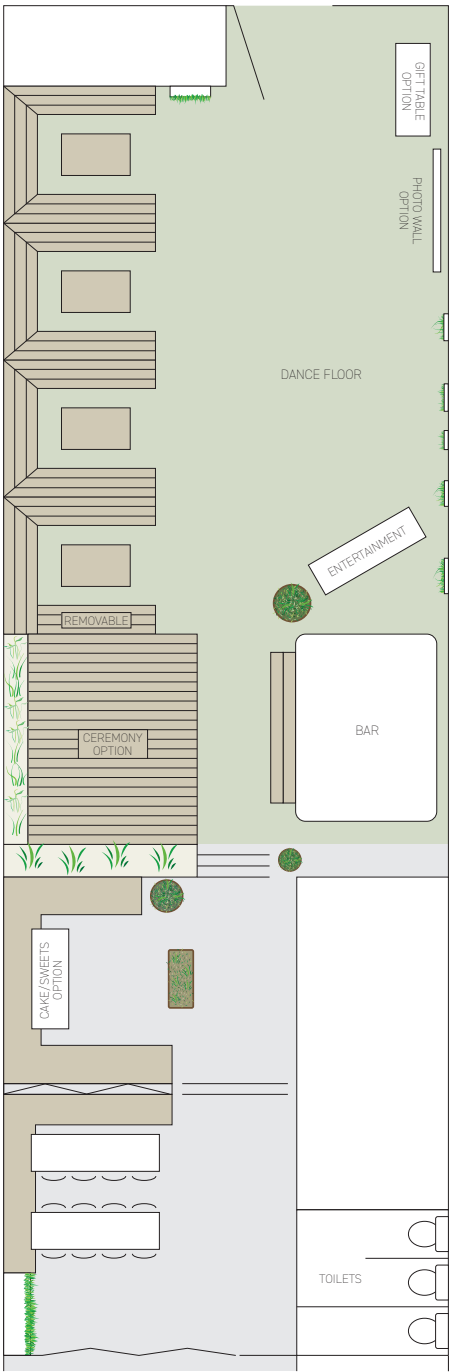 GIFT TABLE
OPTION
PHOTO WALL
OPTION
DANCE FLOOR
ENTERTAINMENT
REMOVABLE
BAR
CEREMONY
OPTION
CAKE/SWEETS
OPTION
TOILETS